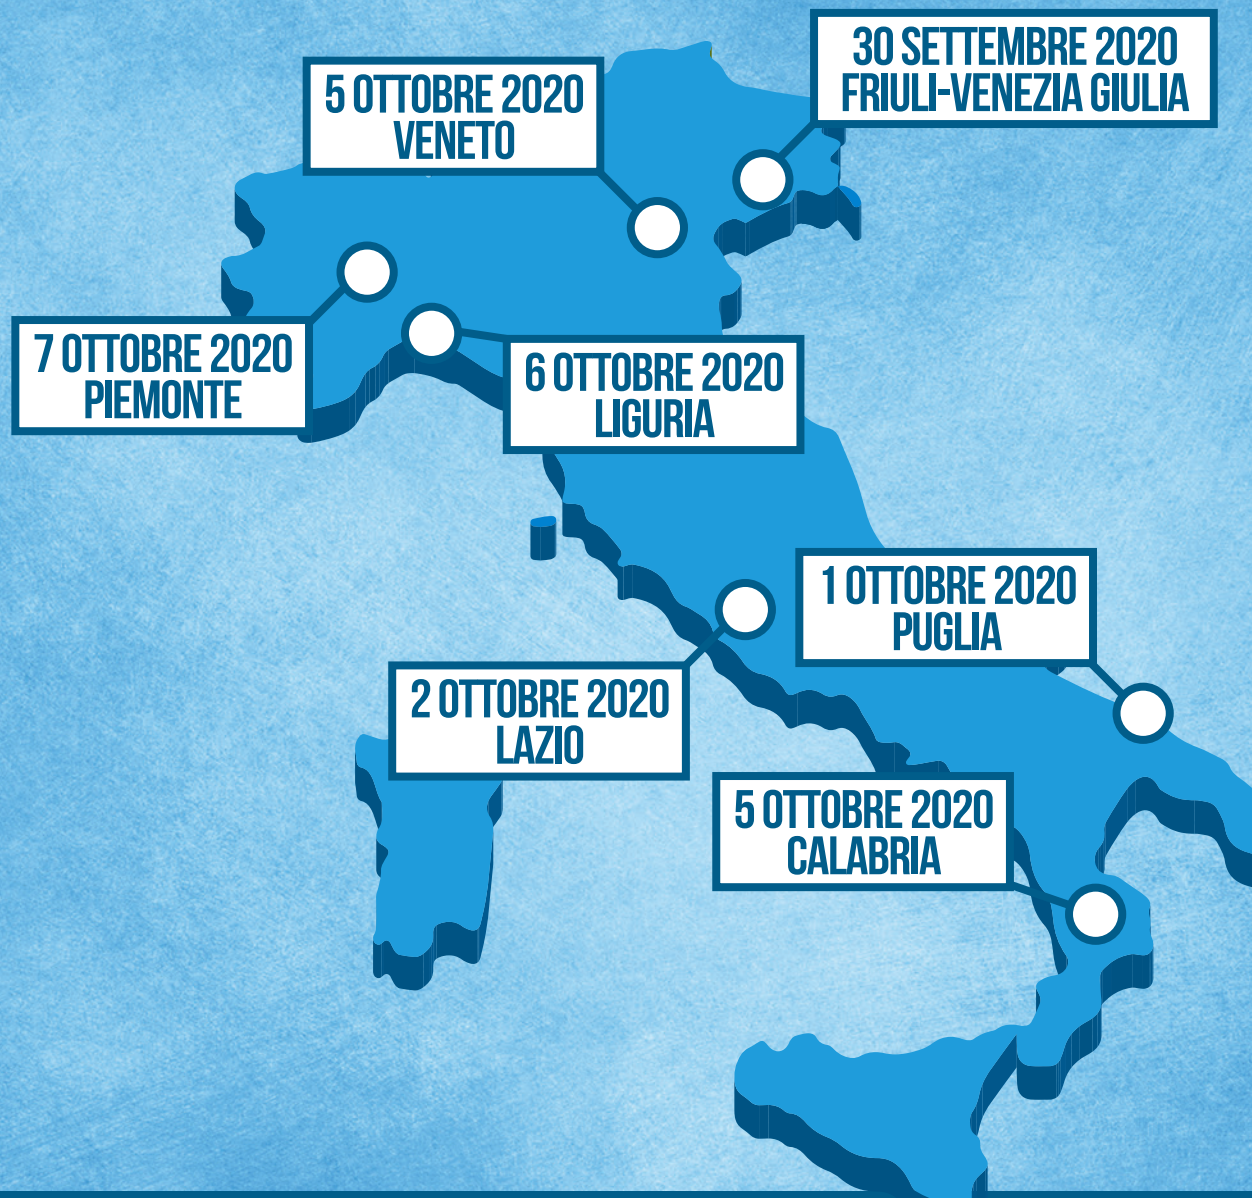 30 SETTEMBRE 2020
FRIULI-VENEZIA GIULIA
5 OTTOBRE 2020
VENETO
7 OTTOBRE 2020
PIEMONTE
6 OTTOBRE 2020
LIGURIA
1 OTTOBRE 2020
PUGLIA
2 OTTOBRE 2020
LAZIO
5 OTTOBRE 2020
CALABRIA